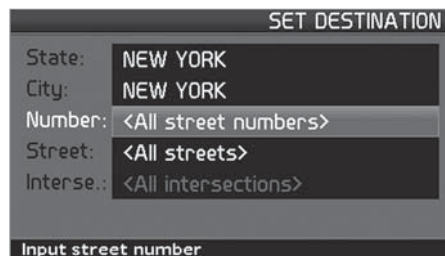 SET DESTINATION
State: NEW YORK
City: NEW YORK
Number: <All street numbers>
Street: <All streets>
Interse.: <All intersections>
Input street number